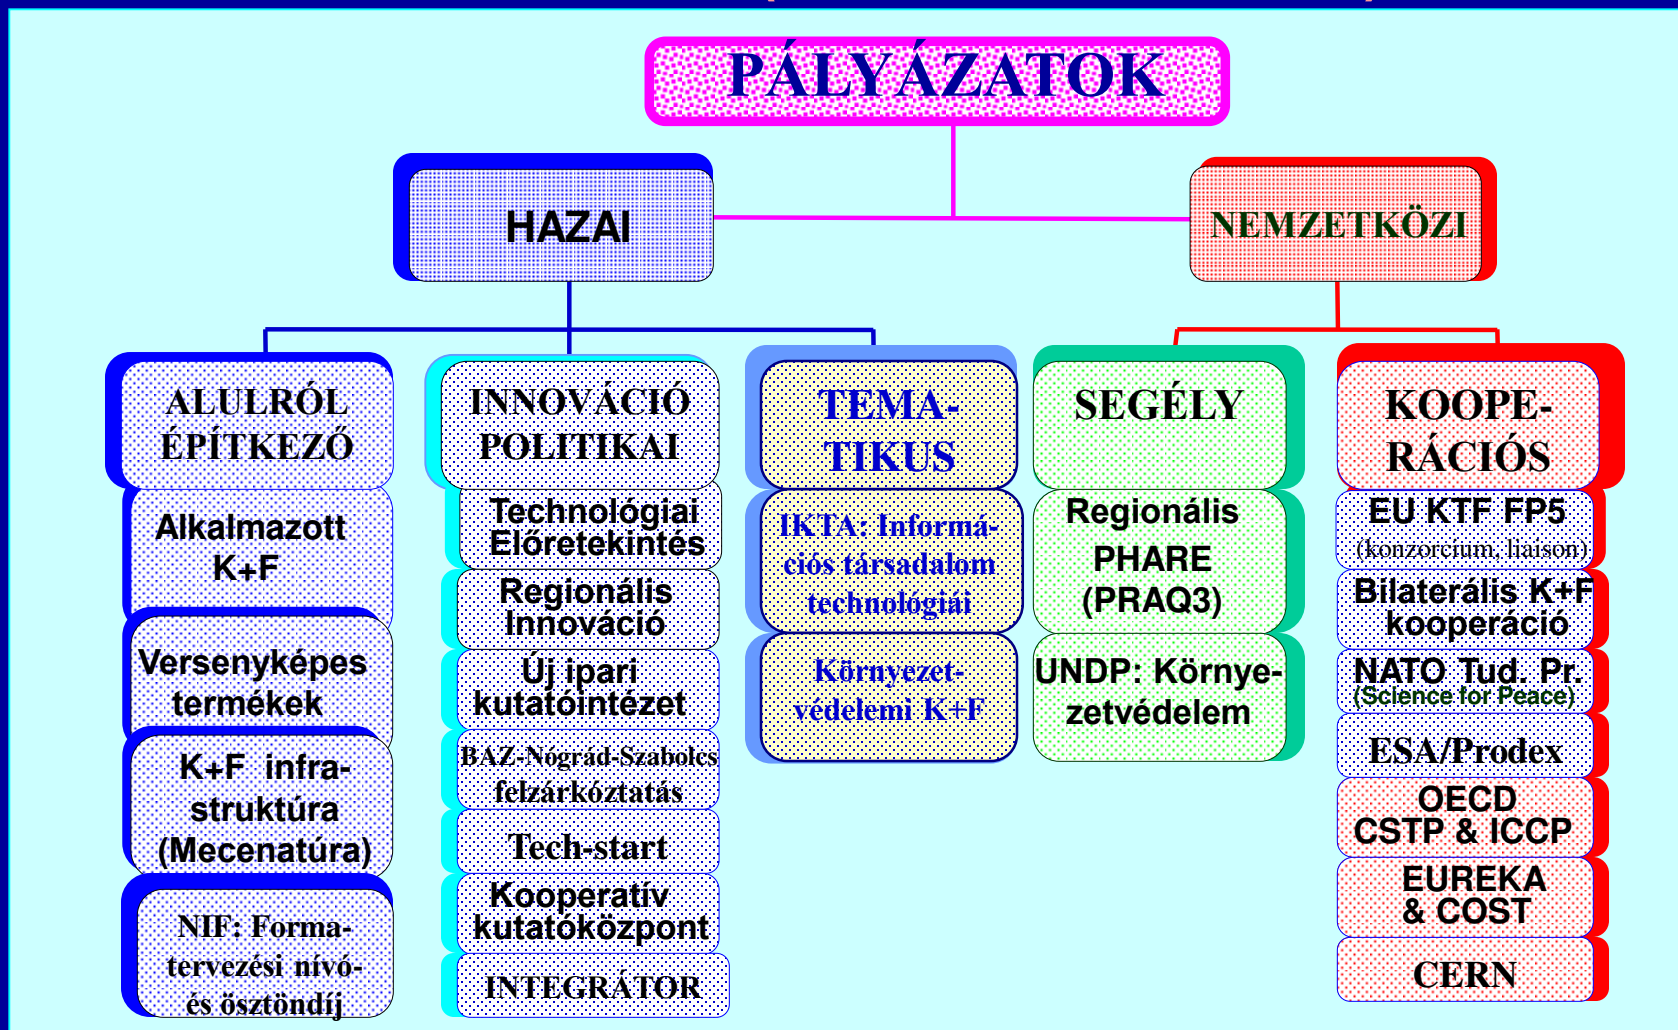 PÁLYÁZATOK
HAZAI
NEMZETKÖZI
ALULRÓL
ÉPÍTKEZŐ
Alkalmazott
K+F
Versenyképes
termékek
K+F infra-
struktúra
(Mecenatúra)
NIF: Forma-
tervezési nívó-
és ösztöndíj
INNOVÁCIÓ
POLITIKAI
Technológiai
Előretekintés
Regionális
Innováció
Új ipari
kutatóintézet
BAZ-Nógrád-Szabolcs
felzárkóztatás
Tech-start
Kooperatív
kutatóközpont
INTEGRÁTOR
TEMA-
TIKUS
IKTA: Informá-
ciós társadalom
technológiái
Környezet-
védelemi K+F
SEGÉLY
Regionális
PHARE
(PRAQ3)
UNDP: Környe-
zetvédelem
KOOPE-
RÁCIÓS
EU KTF FP5
(konzorcíum, liaison)
Bilaterális K+F
kooperáció
NATO Tud. Pr.
(Science for Peace)
ESA/Prodex
OECD
CSTP & ICCP
EUREKA
& COST
CERN